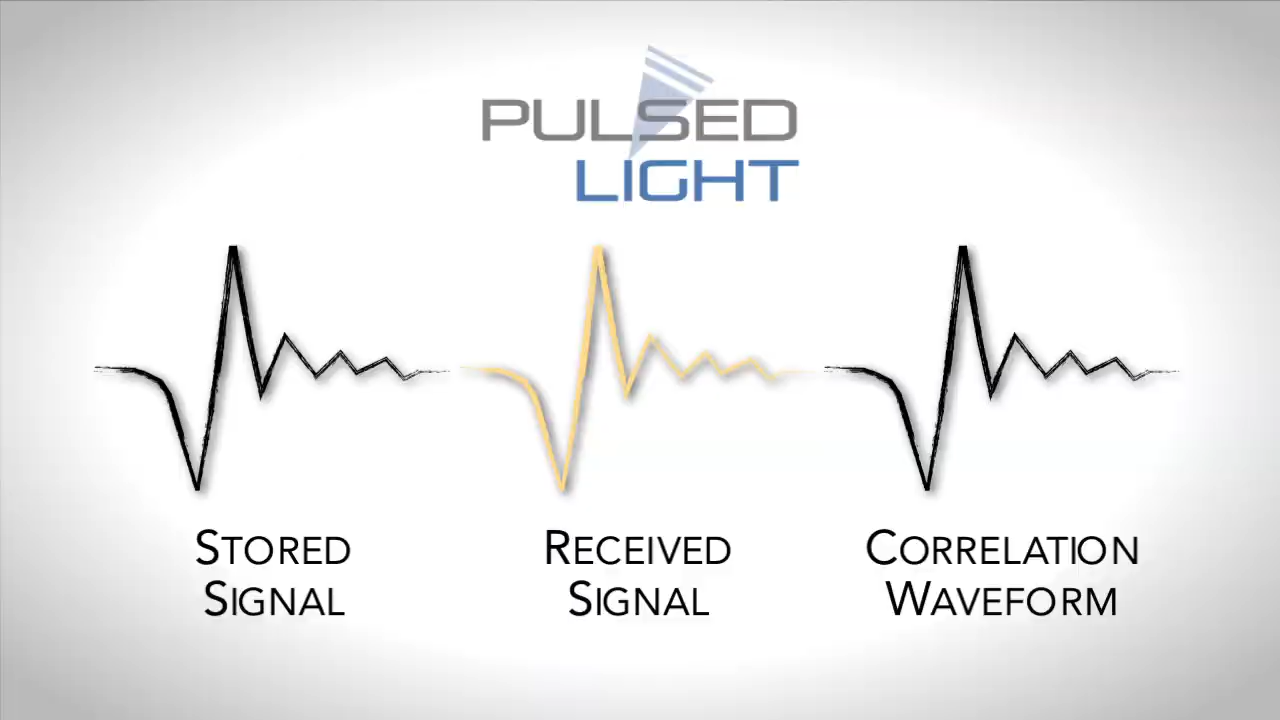 PULSED
LIGHT
STORED
SIGNAL
RECEIVED
SIGNAL
CORRELATION
WAVEFORM